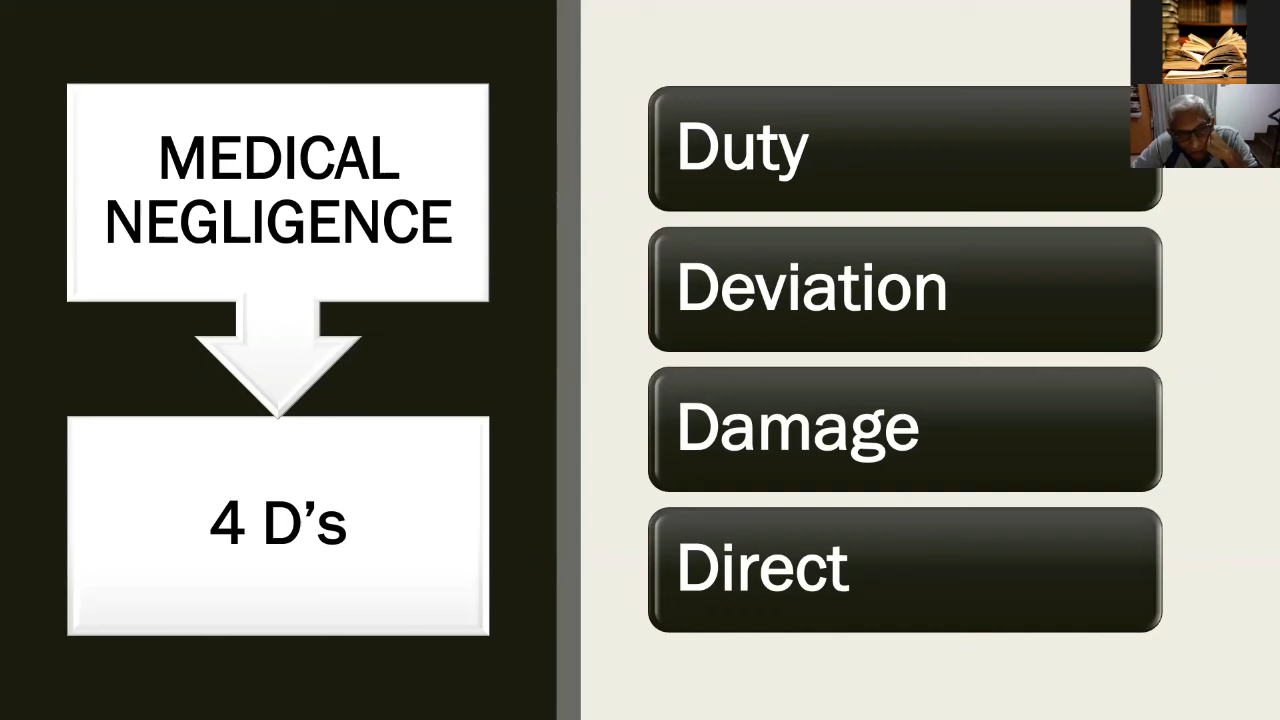 MEDICAL
NEGLIGENCE
4 D’s
Duty
Deviation
Damage
Direct